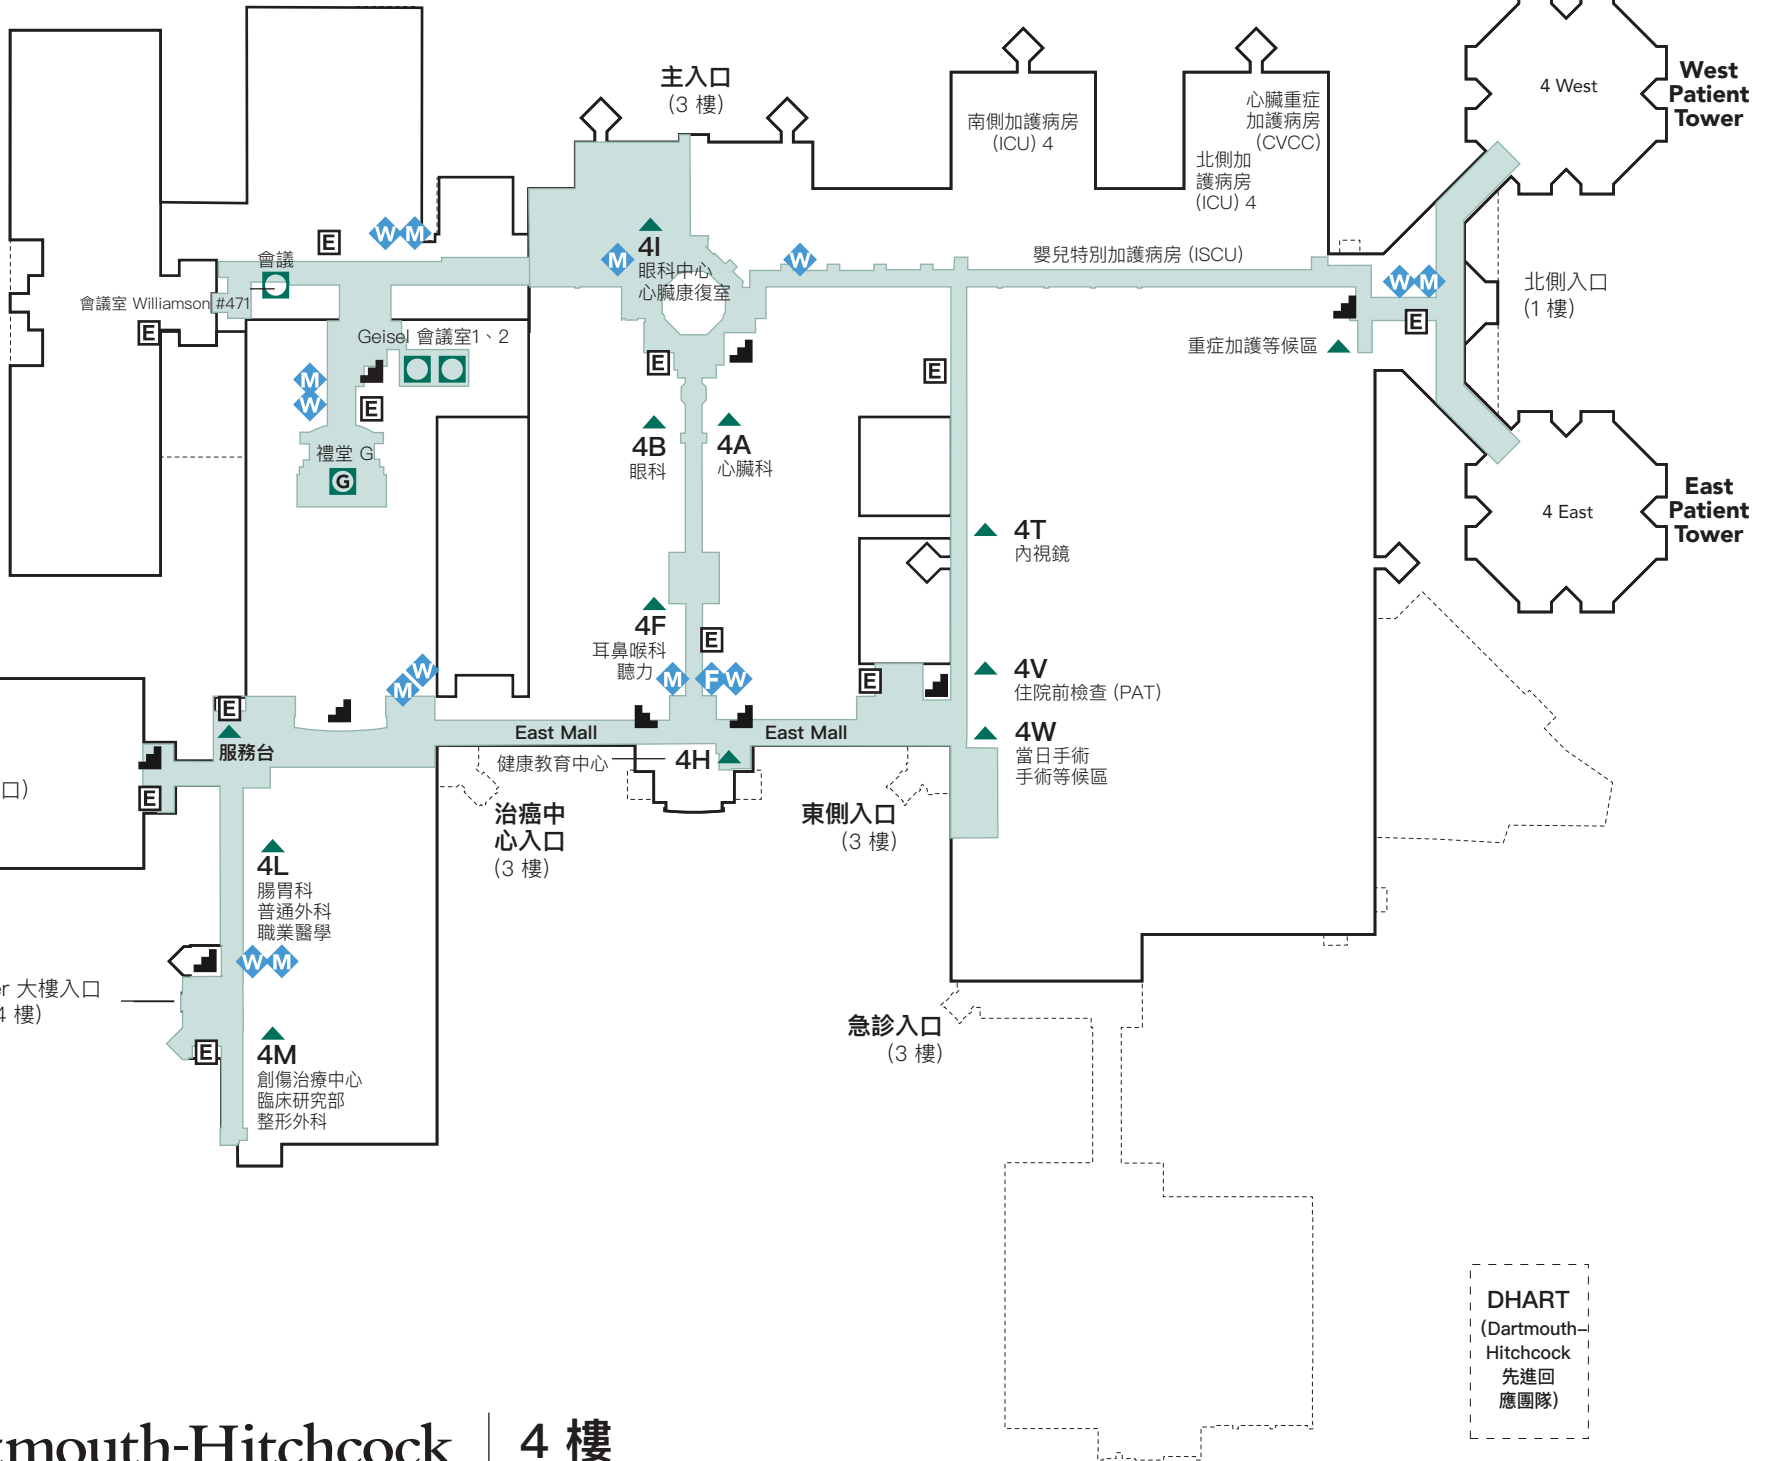 主入口
(3 樓)
南側加護病房
(ICU) 4
心臟重症
加護病房
(CVCC)
北側加
護病房
(ICU) 4
4 West
West
Patient
Tower
E
W M
4I
眼科中心
心臟康復室
M
W
嬰兒特別加護病房 (ISCU)
W M
北側入口
(1 樓)
會議
會議室 Williamson #471
E
Geisel 會議室1、2
E
重症加護等候區
E
E
M
W
E
禮堂 G
G
4B
眼科
4A
心臟科
E
4 East
East
Patient
Tower
4T
內視鏡
4F
耳鼻喉科
聽力
E
M
F W
W
M
E
4V
住院前檢查 (PAT)
4W
當日手術
手術等候區
E
服務台
East Mall
East Mall
健康教育中心
4H
口)
E
治癌中
心入口
(3 樓)
東側入口
(3 樓)
4L
腸胃科
普通外科
職業醫學
W M
er 大樓入口
4 樓)
急診入口
(3 樓)
E
4M
創傷治療中心
臨床研究部
整形外科
DHART
(Dartmouth–
Hitchcock
先進回
應團隊)
tmouth-Hitchcock
4 樓